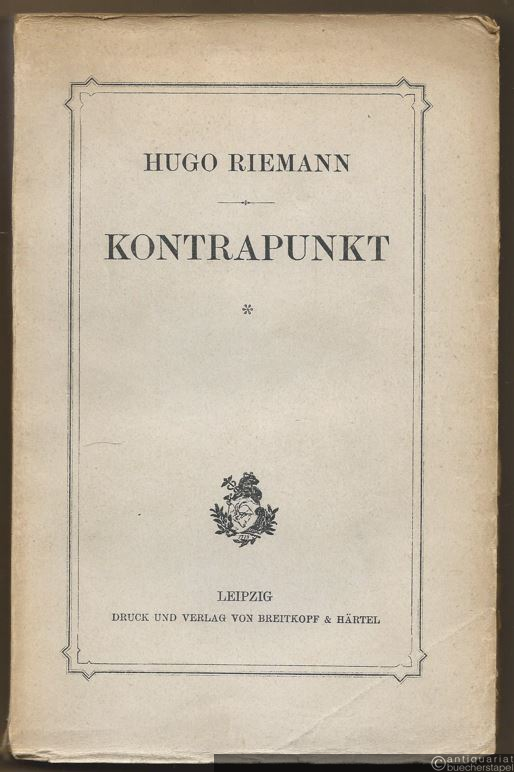 HUGO RIEMANN
KONTRAPUNKT
*
LEIPZIG
DRUCK UND VERLAG VON BREITKOPF & HÄRTEL
©antiquariat
buecherstapel